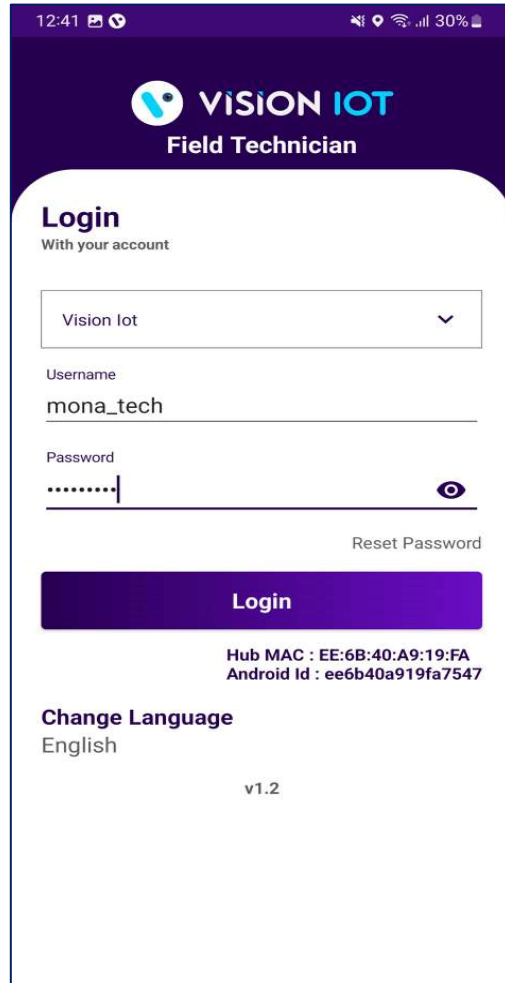 12:41 30%
VISION IOT
Field Technician
Login
With your account
Vision Iot
Username
mona_tech
Password
•••••••••
Reset Password
Login
Hub MAC : EE:6B:40:A9:19:FA
Android Id : ee6b40a919fa7547
Change Language
English
v1.2